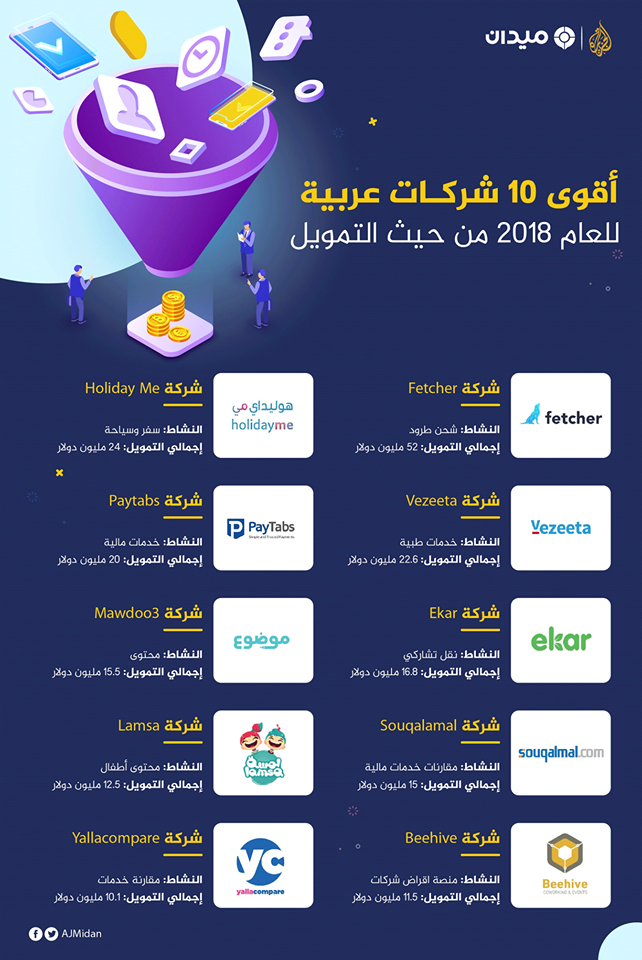 ميدان
الجزيرة
أقوى 10 شركات عربية
للعام 2018 من حيث التمويل
fetcher
شركة Fetcher
النشاط: شحن طرود
إجمالي التمويل: 52 مليون دولار
هوليداي مي
holidayme
شركة Holiday Me
النشاط: سفر وسياحة
إجمالي التمويل: 24 مليون دولار
Vezeeta
شركة Vezeeta
النشاط: خدمات طبية
إجمالي التمويل: 22.6 مليون دولار
PayTabs
Simple and Trusted Payments
شركة Paytabs
النشاط: خدمات مالية
إجمالي التمويل: 20 مليون دولار
ekar
شركة Ekar
النشاط: نقل تشاركي
إجمالي التمويل: 16.8 مليون دولار
موضوع
شركة Mawdoo3
النشاط: محتوى
إجمالي التمويل: 15.5 مليون دولار
souqalmal.com
شركة Souqalamal
النشاط: مقارنات خدمات مالية
إجمالي التمويل: 15 مليون دولار
لمسة
lamsa
شركة Lamsa
النشاط: محتوى أطفال
إجمالي التمويل: 12.5 مليون دولار
Beehive
COWORKING & EVENTS
شركة Beehive
النشاط: منصة اقراض شركات
إجمالي التمويل: 11.5 مليون دولار
yc
yallacompare
شركة Yallacompare
النشاط: مقارنة خدمات
إجمالي التمويل: 10.1 مليون دولار
AJMidan